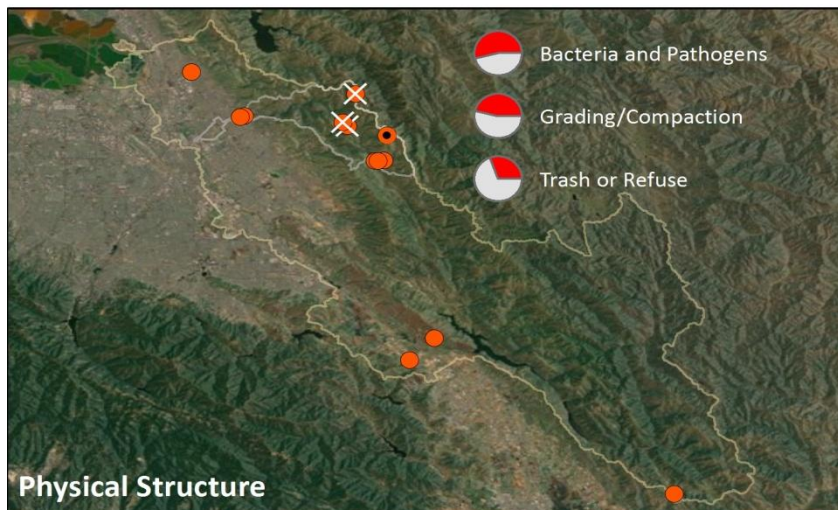 Bacteria and Pathogens
Grading/Compaction
Trash or Refuse
Physical Structure